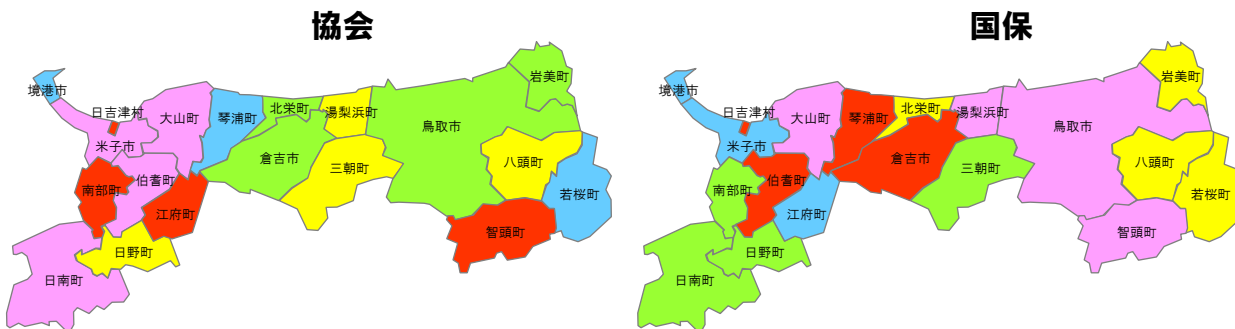 協会
岩美町
境港市
日吉津村
大山町
琴浦町
北栄町
湯梨浜町
鳥取市
米子市
倉吉市
八頭町
三朝町
伯耆町
南部町
若桜町
江府町
智頭町
日野町
日南町
国保
岩美町
境港市
日吉津村
大山町
琴浦町
北栄町
湯梨浜町
鳥取市
米子市
倉吉市
八頭町
三朝町
伯耆町
南部町
若桜町
江府町
智頭町
日野町
日南町